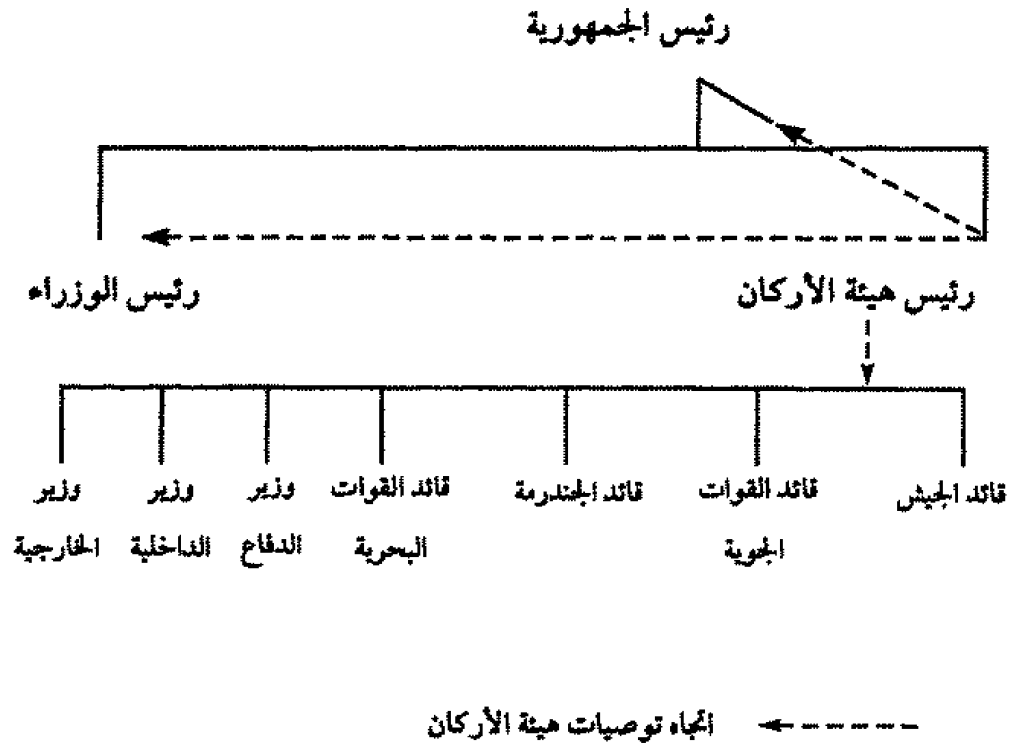 رئيس الجمهورية
رئيس هيئة الأركان رئيس الوزراء
قائد الجيش قائد القوات قائد الجندرمة قائد القوات وزير وزير وزير
الجوية البحرية الدفاع الداخلية الخارجية
اتجاه توصيات هيئة الأركان